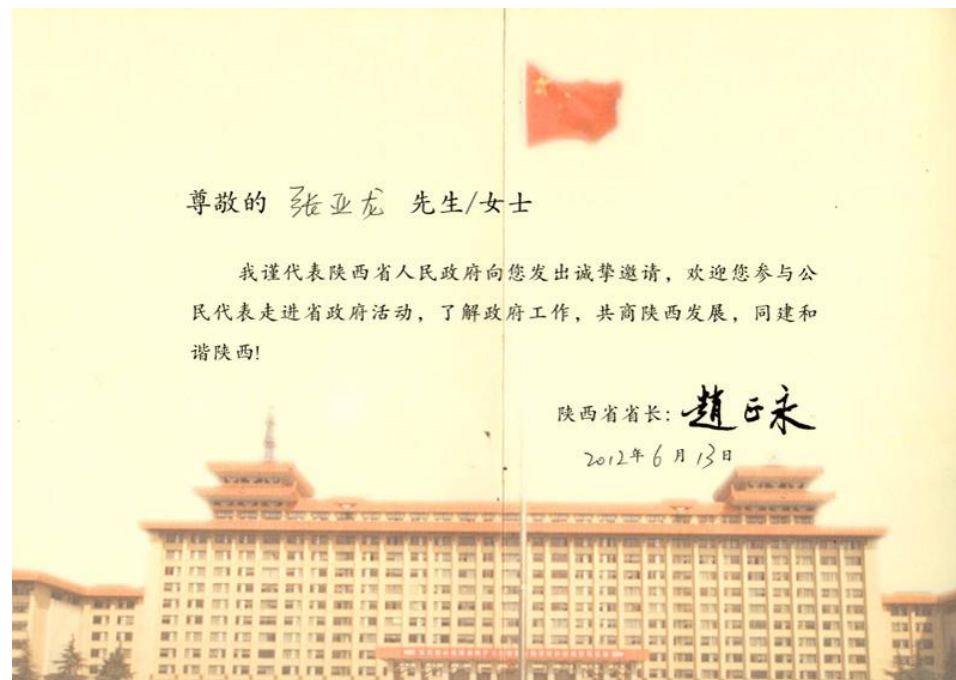 尊敬的 张亚龙 先生/女士
我谨代表陕西省人民政府向您发出诚挚邀请，欢迎您参与公
民代表走进省政府活动，了解政府工作，共商陕西发展，同建和
谐陕西!
陕西省省长: 趙正永
2012年6月13日